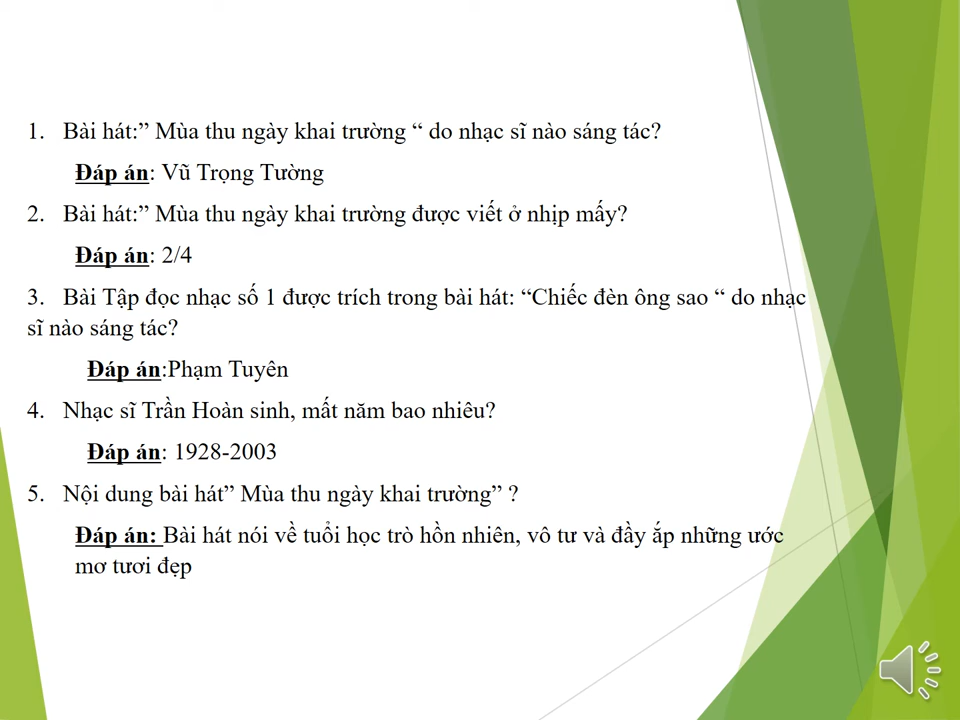 1. Bài hát:” Mùa thu ngày khai trường “ do nhạc sĩ nào sáng tác?
Đáp án: Vũ Trọng Tường
2. Bài hát:” Mùa thu ngày khai trường được viết ở nhịp mấy?
Đáp án: 2/4
3. Bài Tập đọc nhạc số 1 được trích trong bài hát: “Chiếc đèn ông sao “ do nhạc
sĩ nào sáng tác?
Đáp án:Phạm Tuyên
4. Nhạc sĩ Trần Hoàn sinh, mất năm bao nhiêu?
Đáp án: 1928-2003
5. Nội dung bài hát” Mùa thu ngày khai trường” ?
Đáp án: Bài hát nói về tuổi học trò hồn nhiên, vô tư và đầy ắp những ước
mơ tươi đẹp